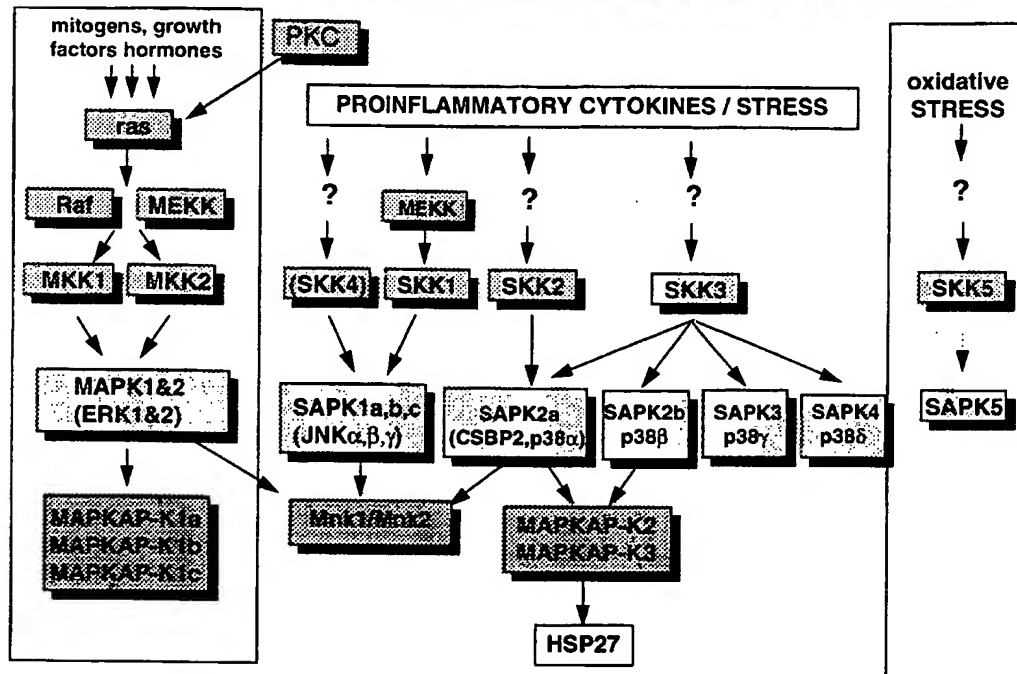 mitogens, growth
factors hormones
PKC
ras
Raf
MEKK
MKK1
MKK2
MAPK1&2
(ERK1&2)
MAPKAP-K1a
MAPKAP-K1b
MAPKAP-K1c
PROINFLAMMATORY CYTOKINES / STRESS
?
MEKK
?
?
(SKK4)
SKK1
SKK2
SKK3
SAPK1a,b,c
(JNKα,β,γ)
SAPK2a
(CSBP2,p38α)
SAPK2b
p38β
SAPK3
p38γ
SAPK4
p38δ
Mnk1/Mnk2
MAPKAP-K2
MAPKAP-K3
HSP27
oxidative
STRESS
?
SKK5
SAPK5